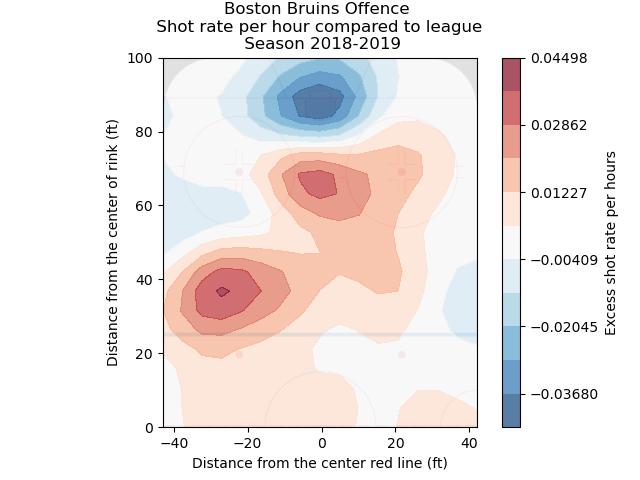 Boston Bruins Offence
Shot rate per hour compared to league
Season 2018-2019
100
80
60
40
20
0
Distance from the center of rink (ft)
−40
−20
0
20
40
Distance from the center red line (ft)
0.04498
0.02862
0.01227
−0.00409
−0.02045
−0.03680
Excess shot rate per hours